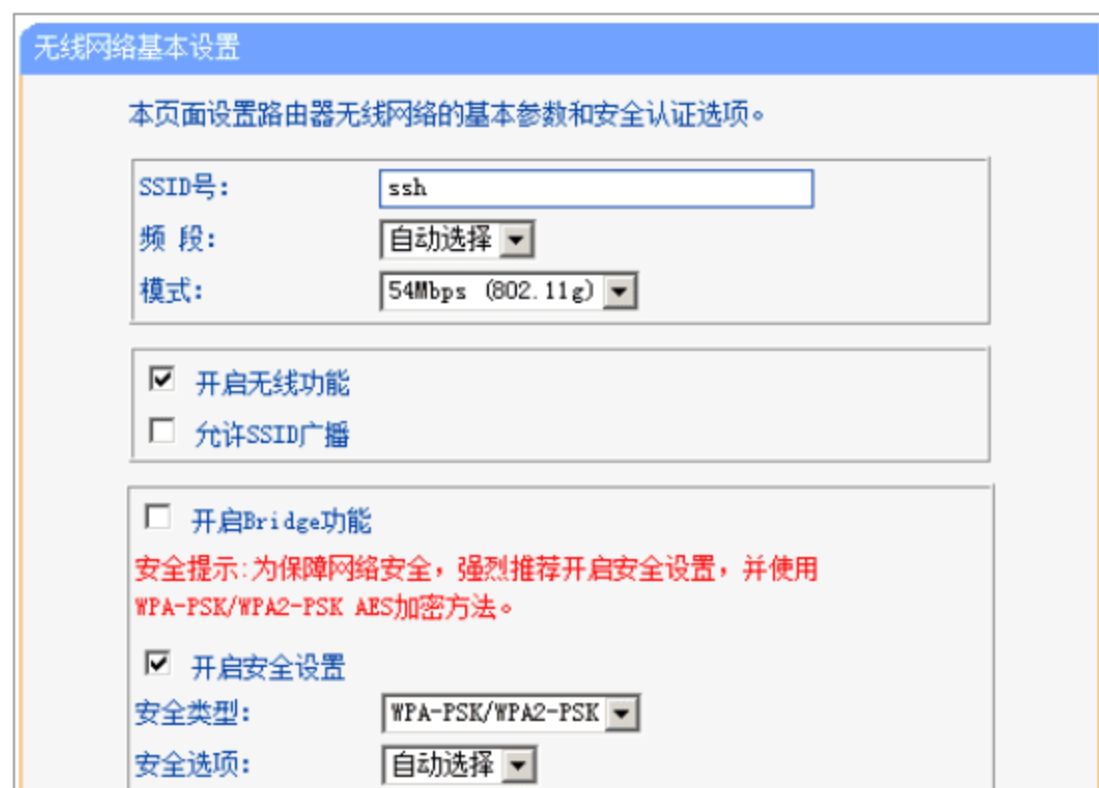 无线网络基本设置
本页面设置路由器无线网络的基本参数和安全认证选项。
SSID号: ssh
频 段: 自动选择
模式: 54Mbps (802.11g)
开启无线功能
允许SSID广播
开启Bridge功能
安全提示:为保障网络安全，强烈推荐开启安全设置，并使用
WPA-PSK/WPA2-PSK AES加密方法。
开启安全设置
安全类型: WPA-PSK/WPA2-PSK
安全选项: 自动选择